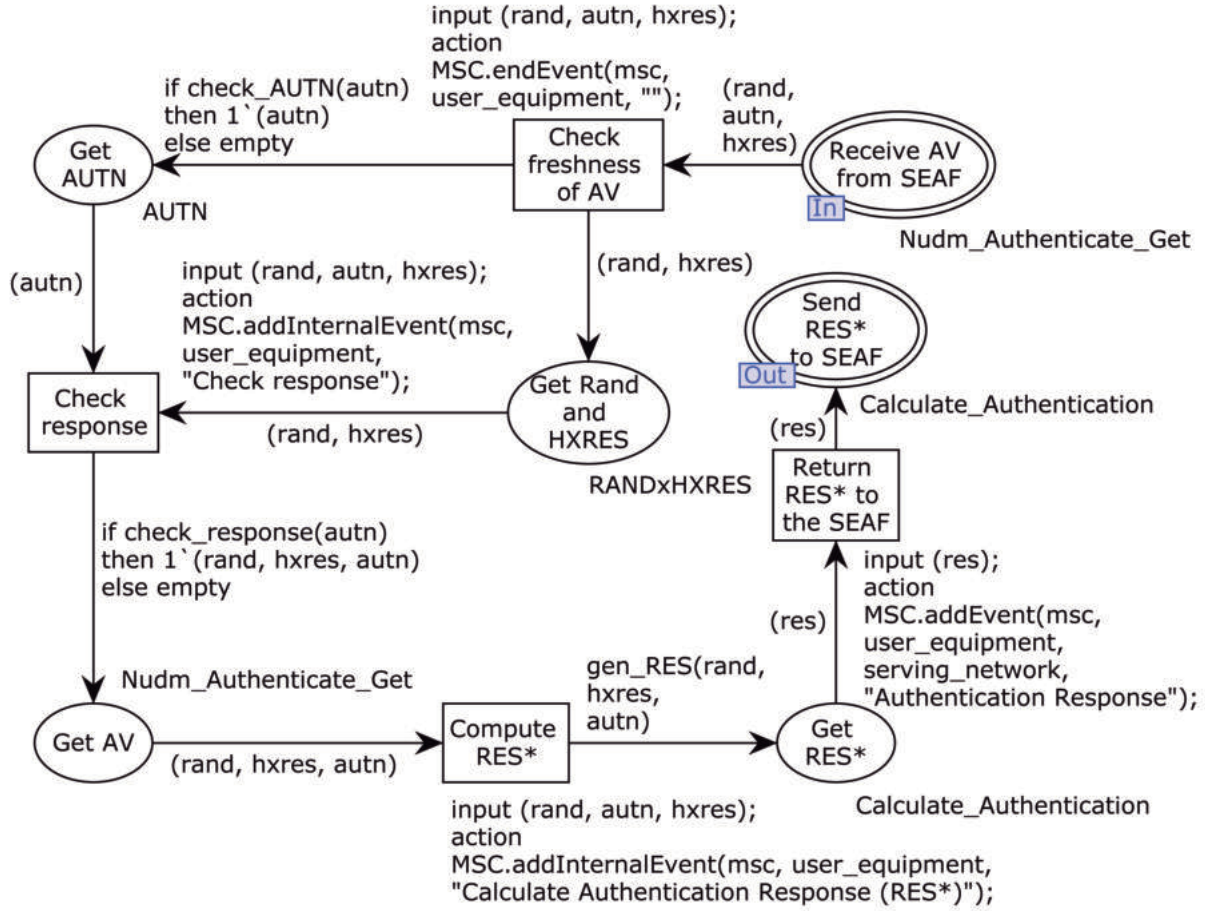 input (rand, autn, hxres);
action
MSC.endEvent(msc,
user_equipment, "");
if check_AUTN(autn)
then 1`(autn)
else empty
(rand,
autn,
hxres)
Get
AUTN
AUTN
Check
freshness
of AV
Receive AV
from SEAF
In
Nudm_Authenticate_Get
(autn)
input (rand, autn, hxres);
action
MSC.addInternalEvent(msc,
user_equipment,
"Check response");
(rand, hxres)
Send
RES*
to SEAF
Out
Calculate_Authentication
Check
response
(rand, hxres)
Get Rand
and
HXRES
RANDxHXRES
(res)
Return
RES* to
the SEAF
if check_response(autn)
then 1`(rand, hxres, autn)
else empty
(res)
input (res);
action
MSC.addEvent(msc,
user_equipment,
serving_network,
"Authentication Response");
Nudm_Authenticate_Get
Get AV
(rand, hxres, autn)
Compute
RES*
gen_RES(rand,
hxres,
autn)
Get
RES*
Calculate_Authentication
input (rand, autn, hxres);
action
MSC.addInternalEvent(msc, user_equipment,
"Calculate Authentication Response (RES*)");